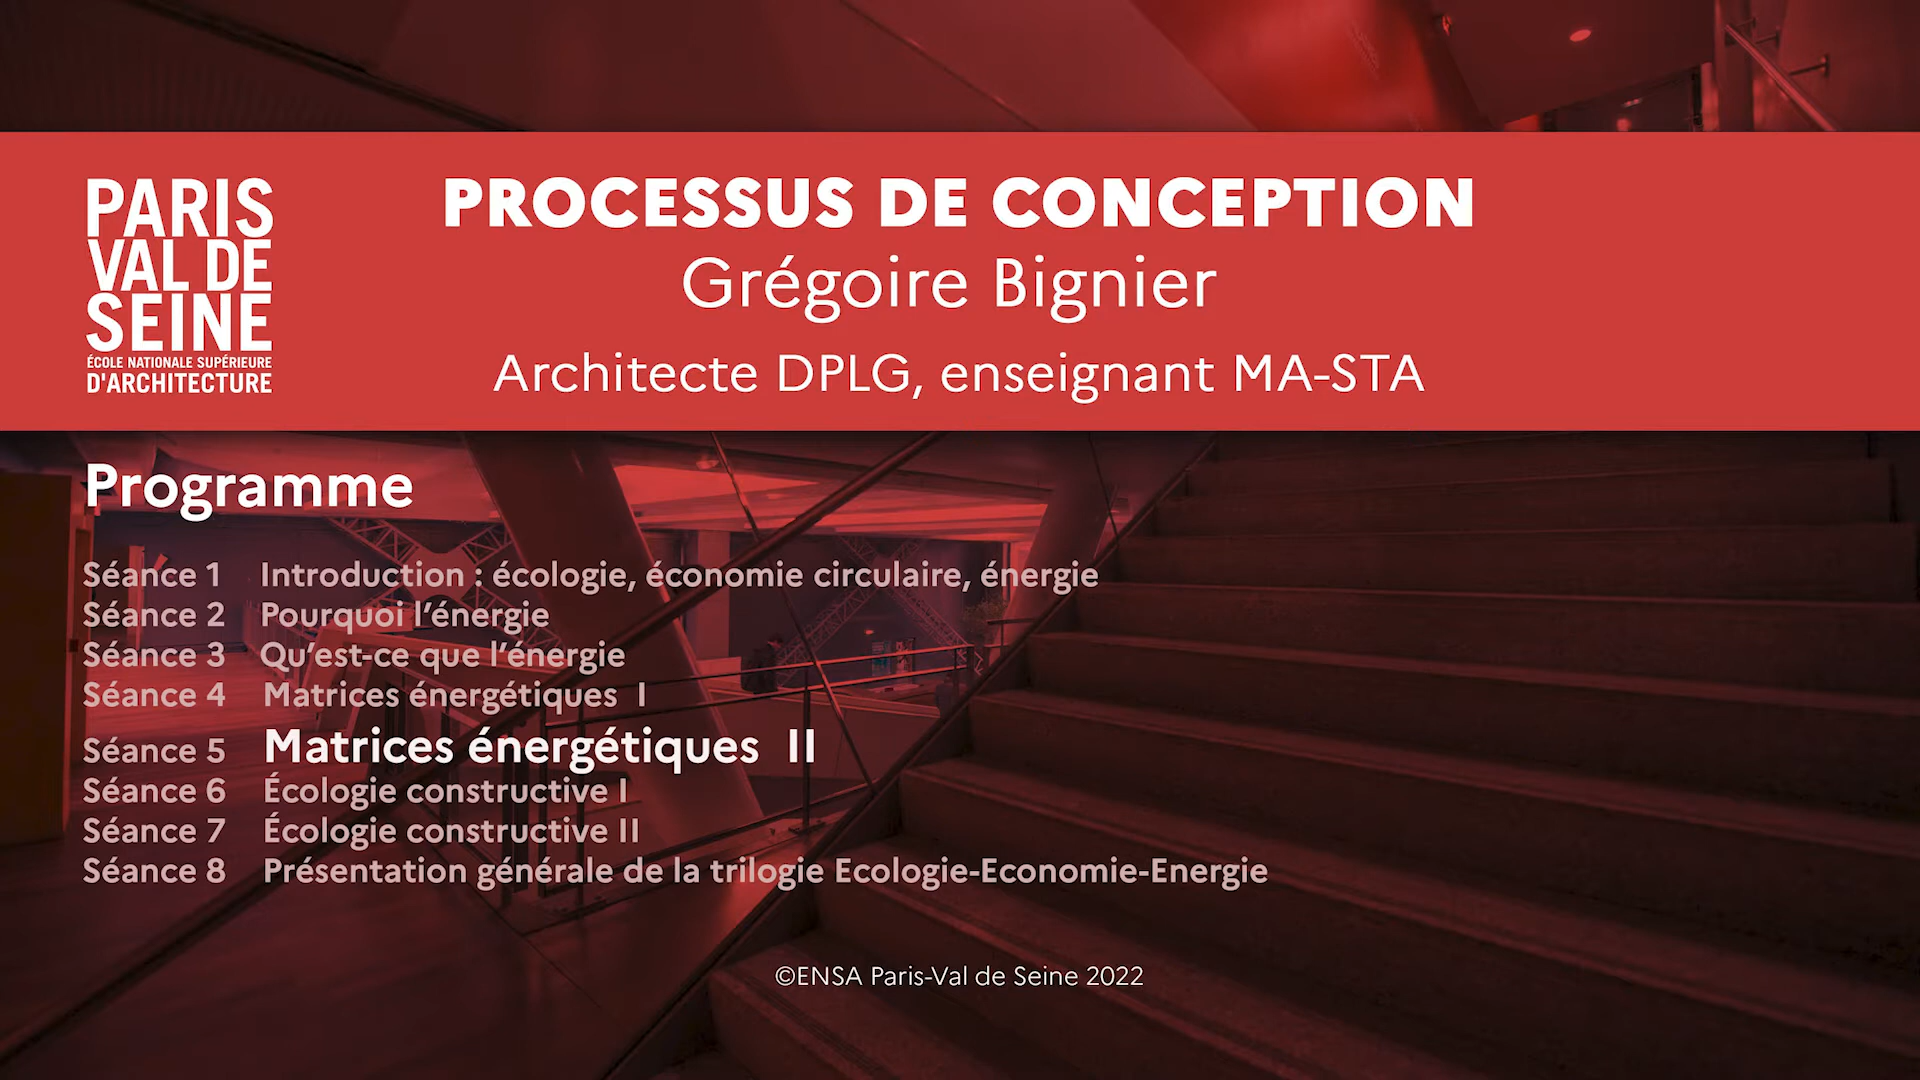 PARIS
VAL DE
SEINE
ÉCOLE NATIONALE SUPÉRIEURE
D'ARCHITECTURE
PROCESSUS DE CONCEPTION
Grégoire Bignier
Architecte DPLG, enseignant MA-STA
Programme
Séance 1 Introduction : écologie, économie circulaire, énergie
Séance 2 Pourquoi l’énergie
Séance 3 Qu’est-ce que l’énergie
Séance 4 Matrices énergétiques I
Séance 5 Matrices énergétiques II
Séance 6 Écologie constructive I
Séance 7 Écologie constructive II
Séance 8 Présentation générale de la trilogie Ecologie-Economie-Energie
©ENSA Paris-Val de Seine 2022